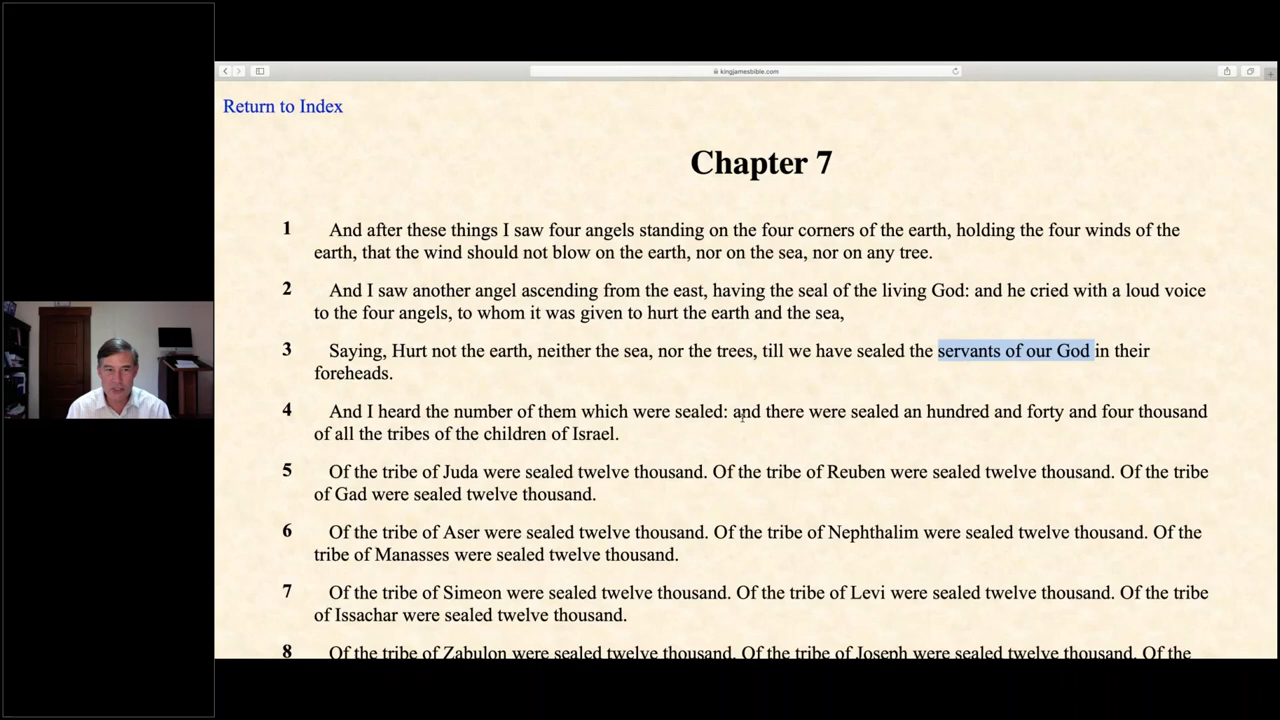 kingjamesbible.com
Return to Index
Chapter 7
1 And after these things I saw four angels standing on the four corners of the earth, holding the four winds of the
earth, that the wind should not blow on the earth, nor on the sea, nor on any tree.
2 And I saw another angel ascending from the east, having the seal of the living God: and he cried with a loud voice
to the four angels, to whom it was given to hurt the earth and the sea,
3 Saying, Hurt not the earth, neither the sea, nor the trees, till we have sealed the servants of our God in their
foreheads.
4 And I heard the number of them which were sealed: and there were sealed an hundred and forty and four thousand
of all the tribes of the children of Israel.
5 Of the tribe of Juda were sealed twelve thousand. Of the tribe of Reuben were sealed twelve thousand. Of the tribe
of Gad were sealed twelve thousand.
6 Of the tribe of Aser were sealed twelve thousand. Of the tribe of Nephthalim were sealed twelve thousand. Of the
tribe of Manasses were sealed twelve thousand.
7 Of the tribe of Simeon were sealed twelve thousand. Of the tribe of Levi were sealed twelve thousand. Of the tribe
of Issachar were sealed twelve thousand.
8 Of the tribe of Zabulon were sealed twelve thousand. Of the tribe of Joseph were sealed twelve thousand. Of the